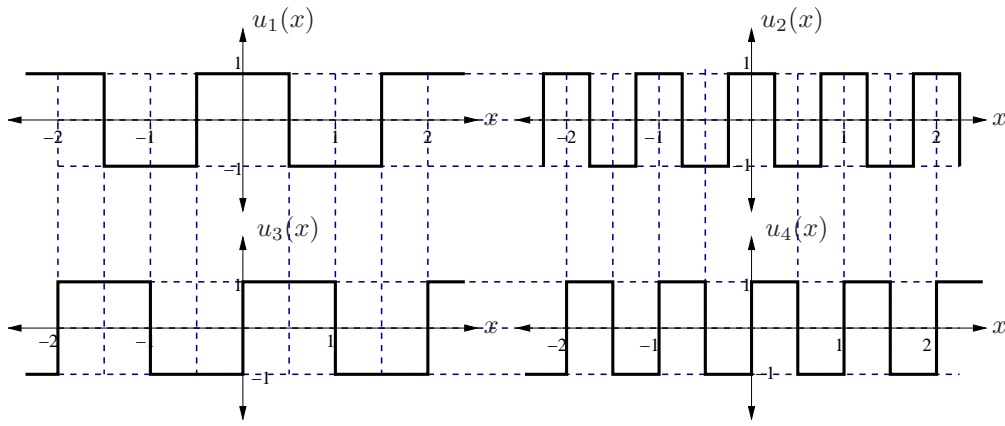 u₁(x) u₂(x)
1 1
−2 −1 1 2 x −2 −1 1 2 x
−1 −1
u₃(x) u₄(x)
1 1
−2 −1 1 x −2 −1 1 2 x
−1 −1